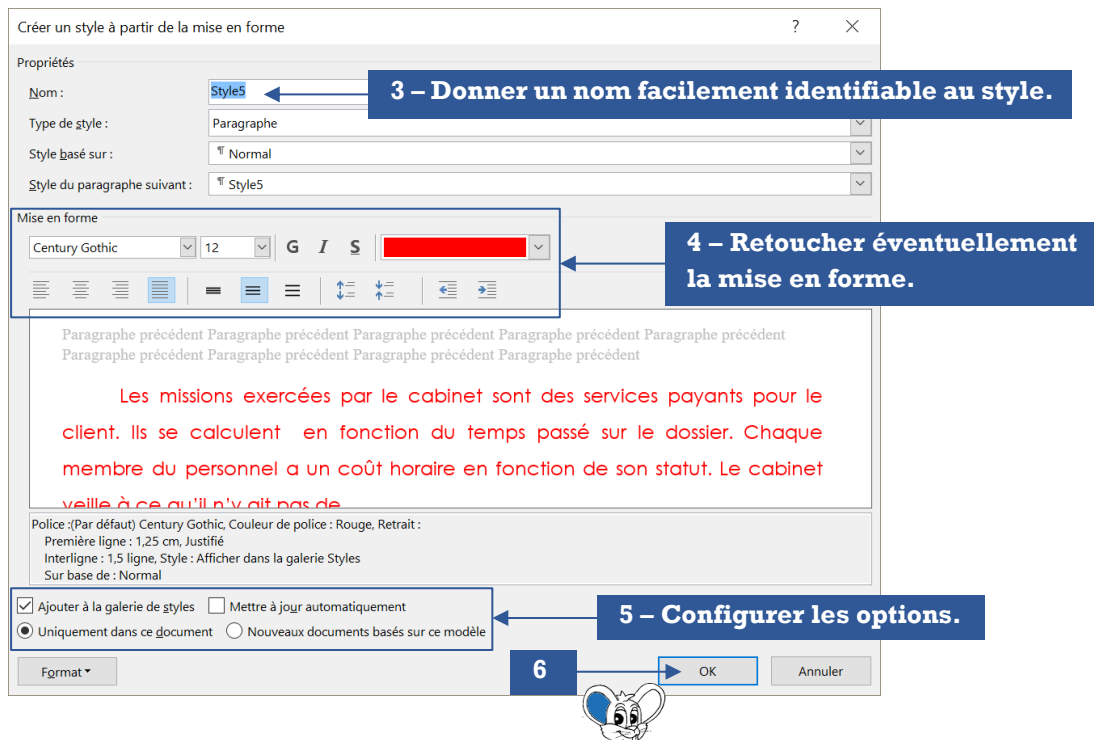 Créer un style à partir de la mise en forme
?
Propriétés
Nom :
Style5
3 – Donner un nom facilement identifiable au style.
Type de style :
Paragraphe
Style basé sur :
¶ Normal
Style du paragraphe suivant :
¶ Style5
Mise en forme
Century Gothic
12
G I S
4 – Retoucher éventuellement
la mise en forme.
Paragraphe précédent Paragraphe précédent Paragraphe précédent Paragraphe précédent Paragraphe précédent
Paragraphe précédent Paragraphe précédent Paragraphe précédent Paragraphe précédent
Les missions exercées par le cabinet sont des services payants pour le
client. Ils se calculent en fonction du temps passé sur le dossier. Chaque
membre du personnel a un coût horaire en fonction de son statut. Le cabinet
veille à ce qu'il n'y ait pas de
Police :(Par défaut) Century Gothic, Couleur de police : Rouge, Retrait :
Première ligne : 1,25 cm, Justifié
Interligne : 1,5 ligne, Style : Afficher dans la galerie Styles
Sur base de : Normal
Ajouter à la galerie de styles Mettre à jour automatiquement
Uniquement dans ce document Nouveaux documents basés sur ce modèle
5 – Configurer les options.
Format
6
OK
Annuler